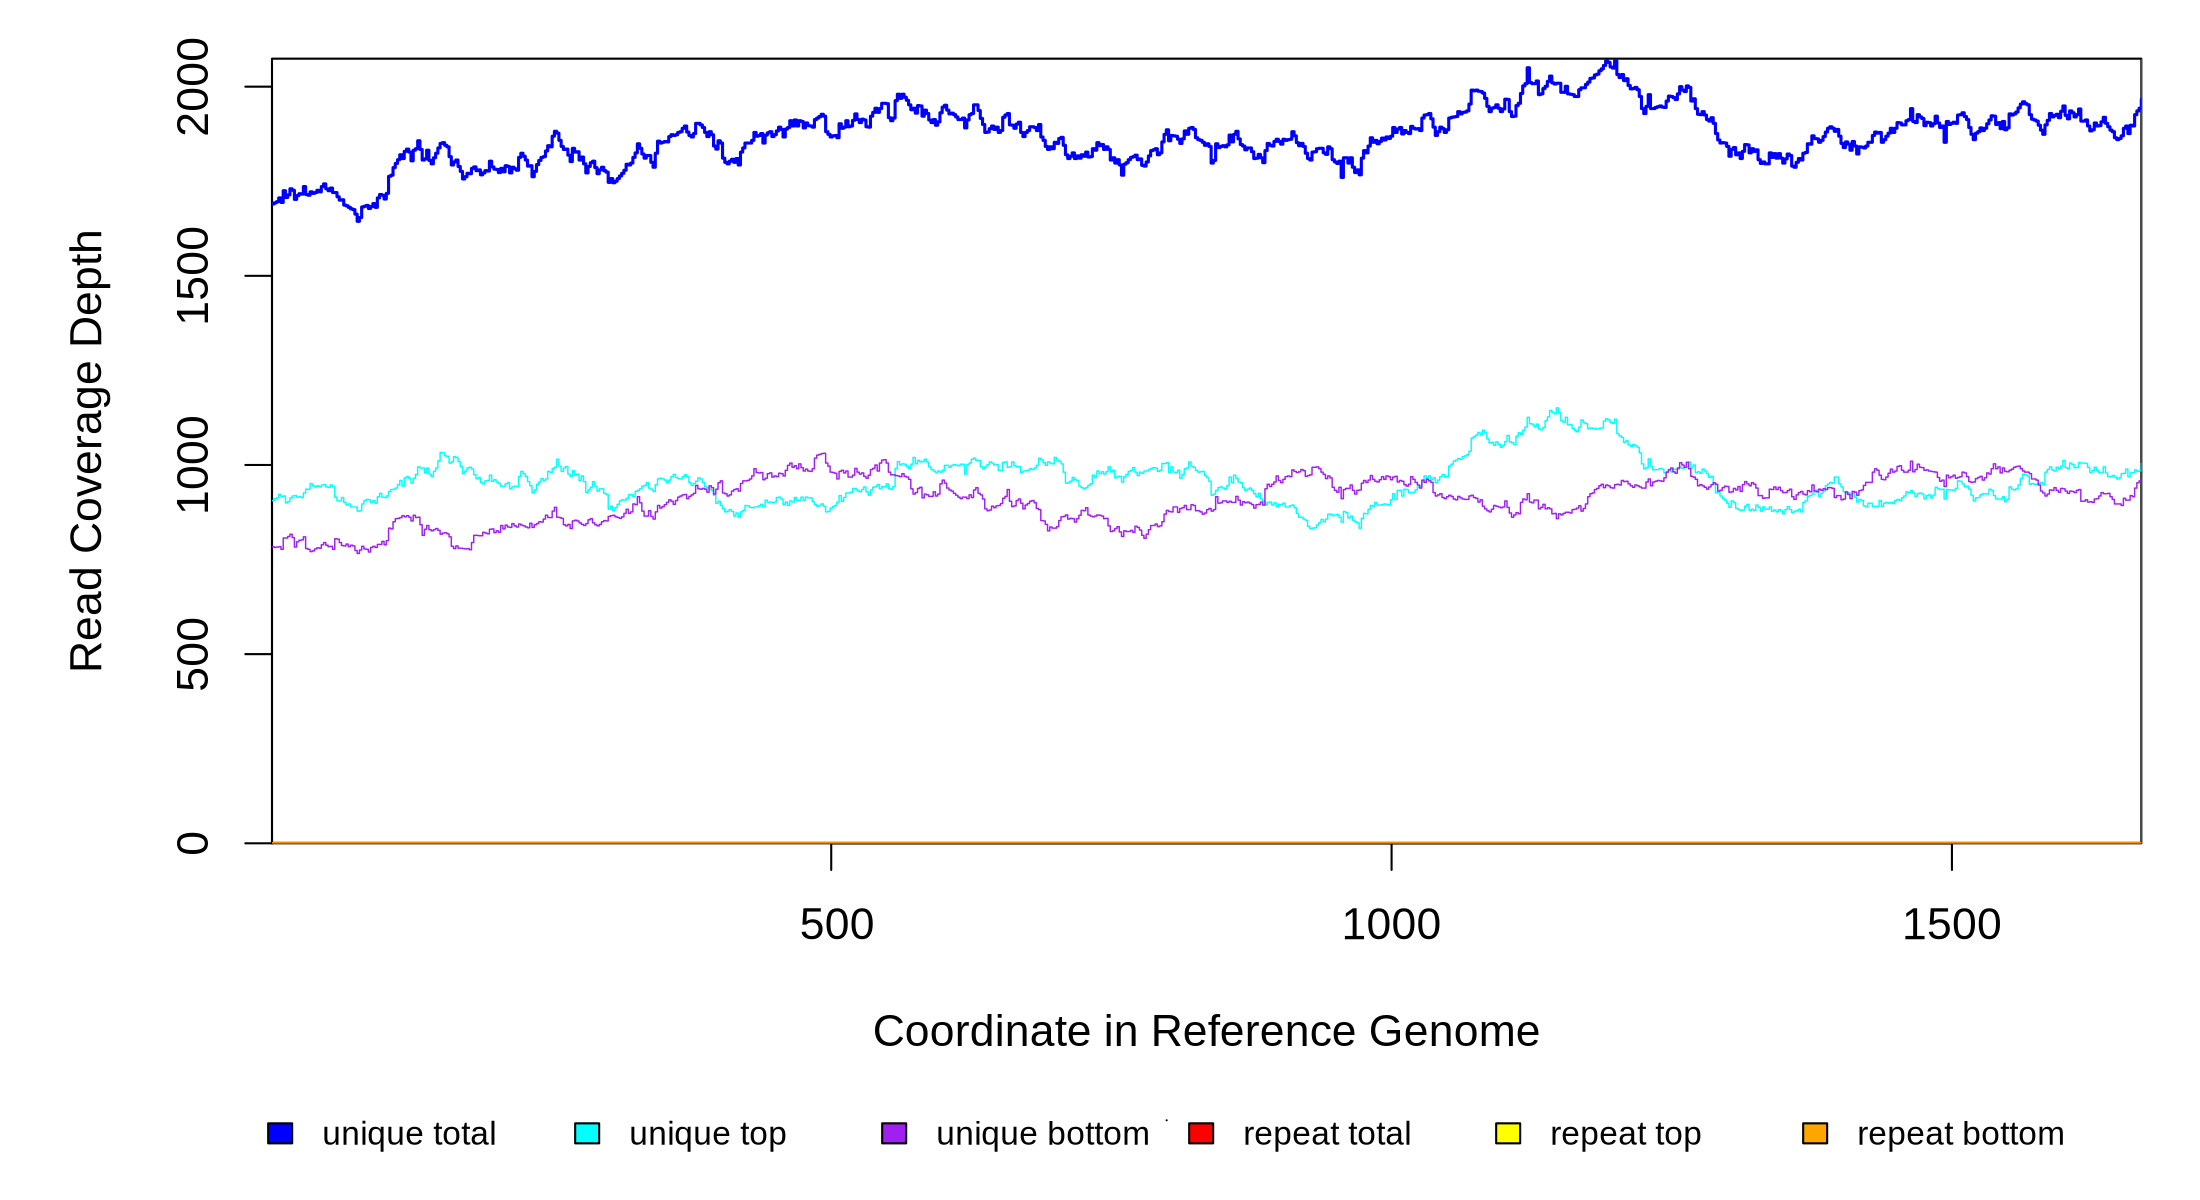 Read Coverage Depth
2000
1500
1000
500
0
500 1000 1500
Coordinate in Reference Genome
unique total unique top unique bottom repeat total repeat top repeat bottom